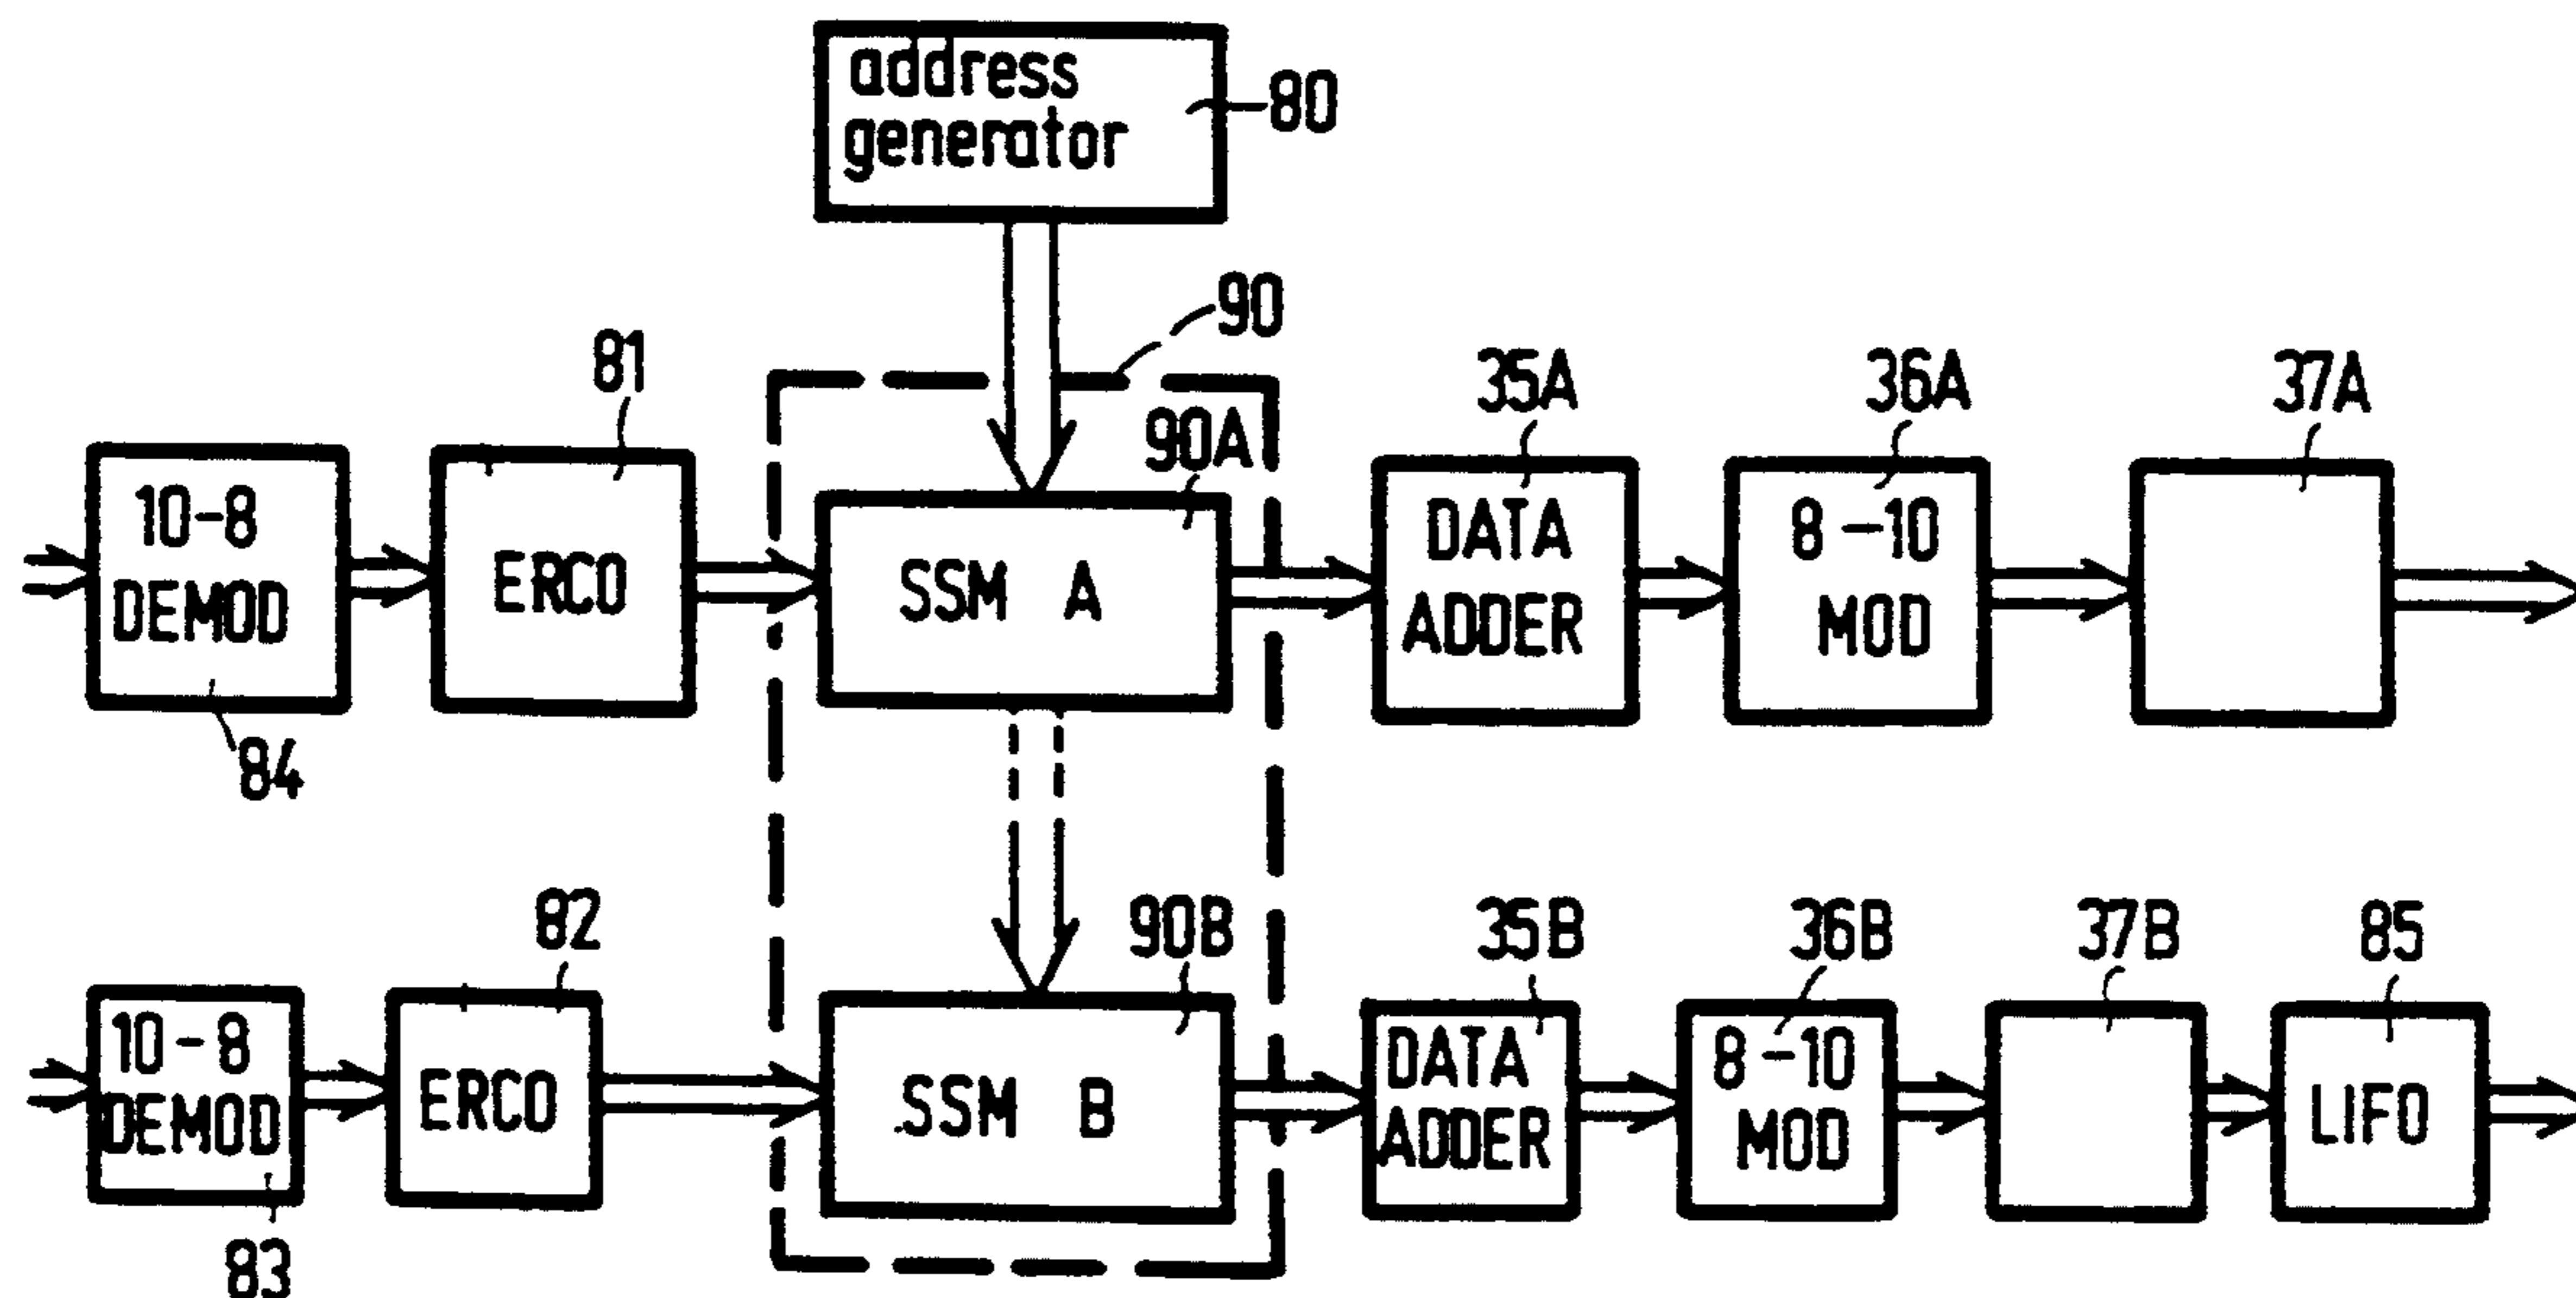 address
generator
80
90
81
90A
35A
36A
37A
10-8
DEMOD
ERCO
SSM A
DATA
ADDER
8-10
MOD
84
82
90B
35B
36B
37B
85
10-8
DEMOD
ERCO
SSM B
DATA
ADDER
8-10
MOD
LIFO
83